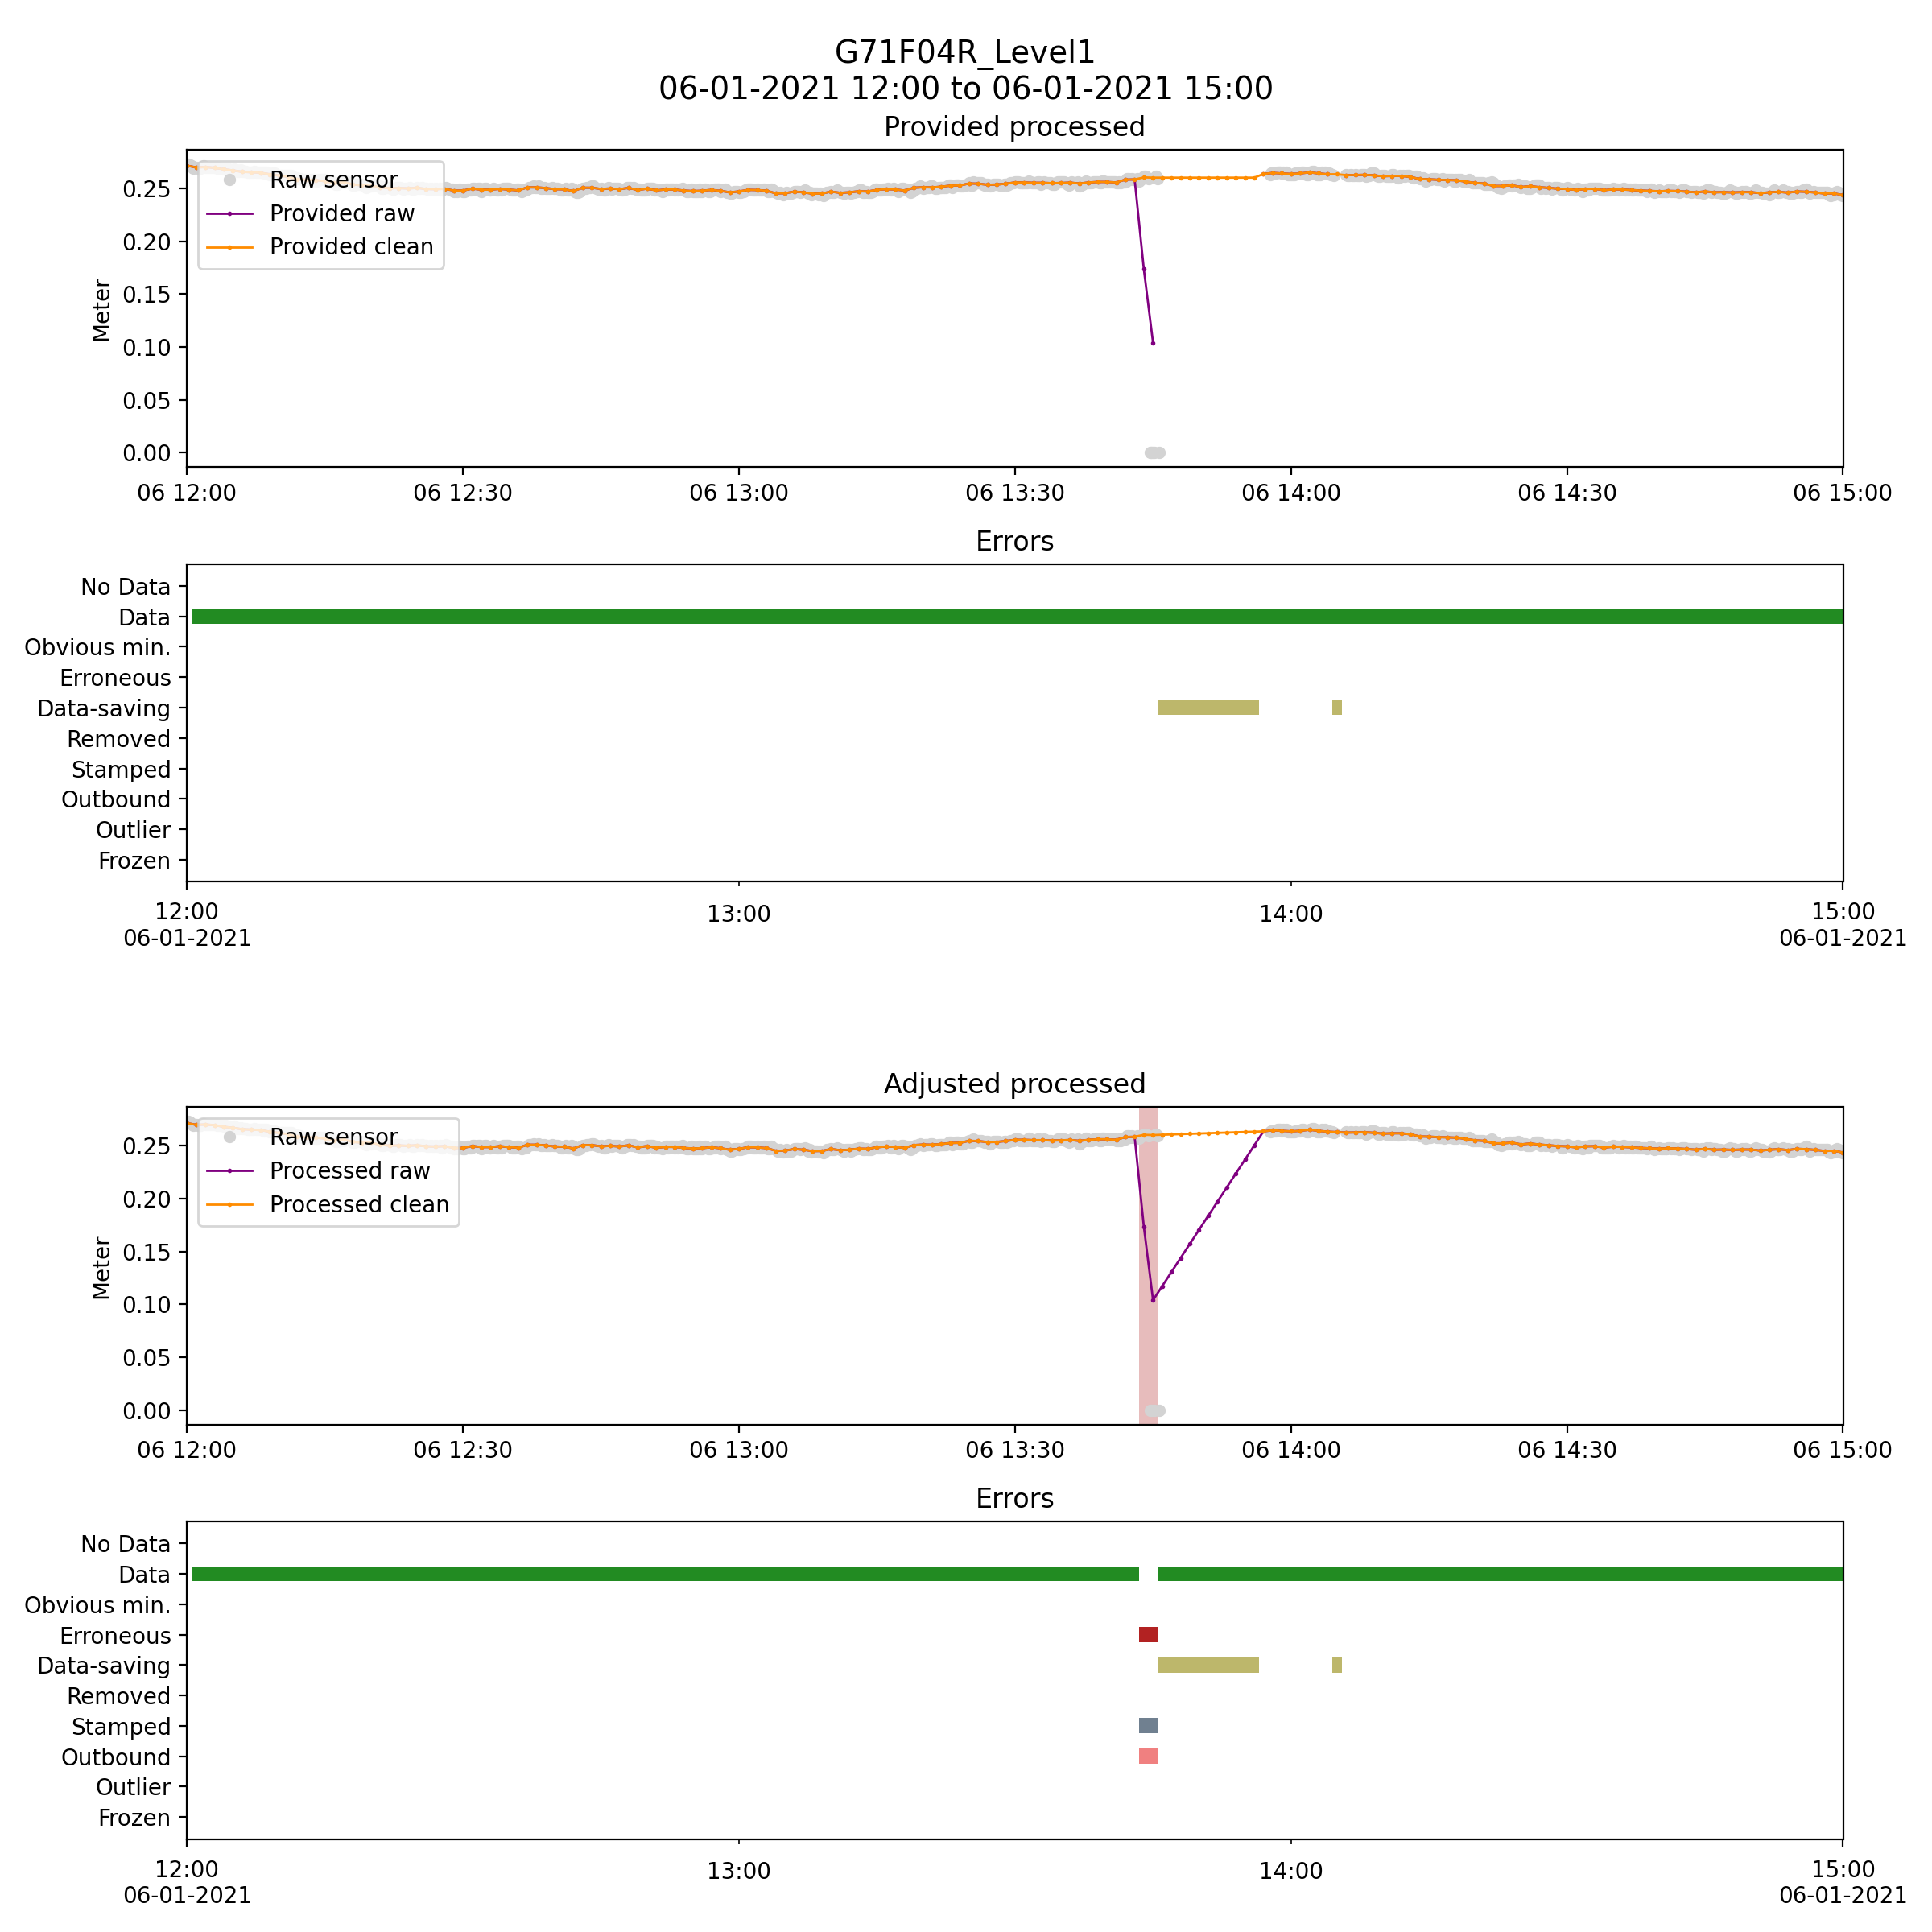 G71F04R_Level1
06-01-2021 12:00 to 06-01-2021 15:00
Provided processed
Raw sensor
Provided raw
Provided clean
Meter
0.25
0.20
0.15
0.10
0.05
0.00
06 12:00 06 12:30 06 13:00 06 13:30 06 14:00 06 14:30 06 15:00
Errors
No Data
Data
Obvious min.
Erroneous
Data-saving
Removed
Stamped
Outbound
Outlier
Frozen
12:00 13:00 14:00 15:00
06-01-2021 06-01-2021
Adjusted processed
Raw sensor
Processed raw
Processed clean
Meter
0.25
0.20
0.15
0.10
0.05
0.00
06 12:00 06 12:30 06 13:00 06 13:30 06 14:00 06 14:30 06 15:00
Errors
No Data
Data
Obvious min.
Erroneous
Data-saving
Removed
Stamped
Outbound
Outlier
Frozen
12:00 13:00 14:00 15:00
06-01-2021 06-01-2021